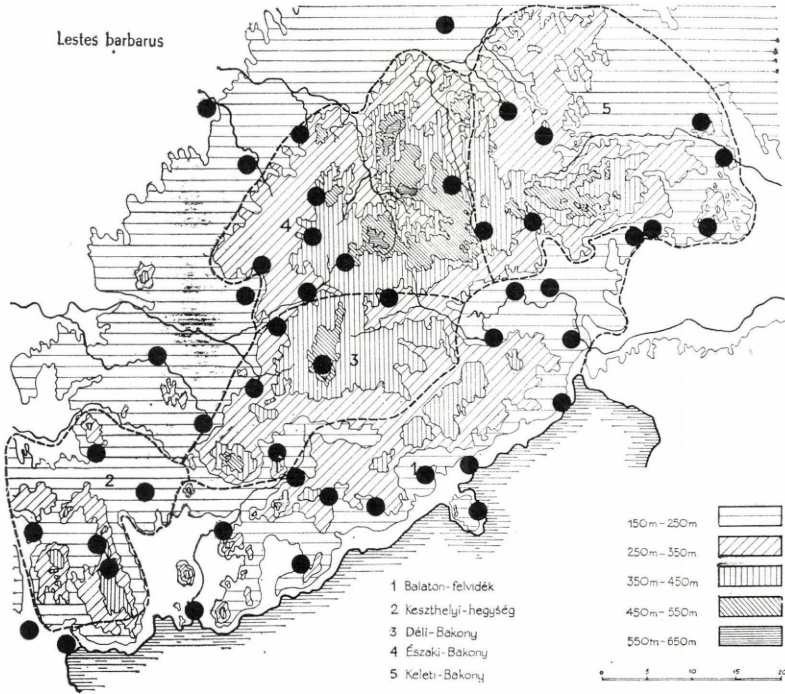 Lestes barbarus
5
4
3
2
1
150m-250m
250m-350m
350m-450m
450m-550m
550m-650m
1 Balaton-felvidék
2 Keszthelyi-hegység
3 Déli-Bakony
4 Északi-Bakony
5 Keleti-Bakony
0 5 10 15 20